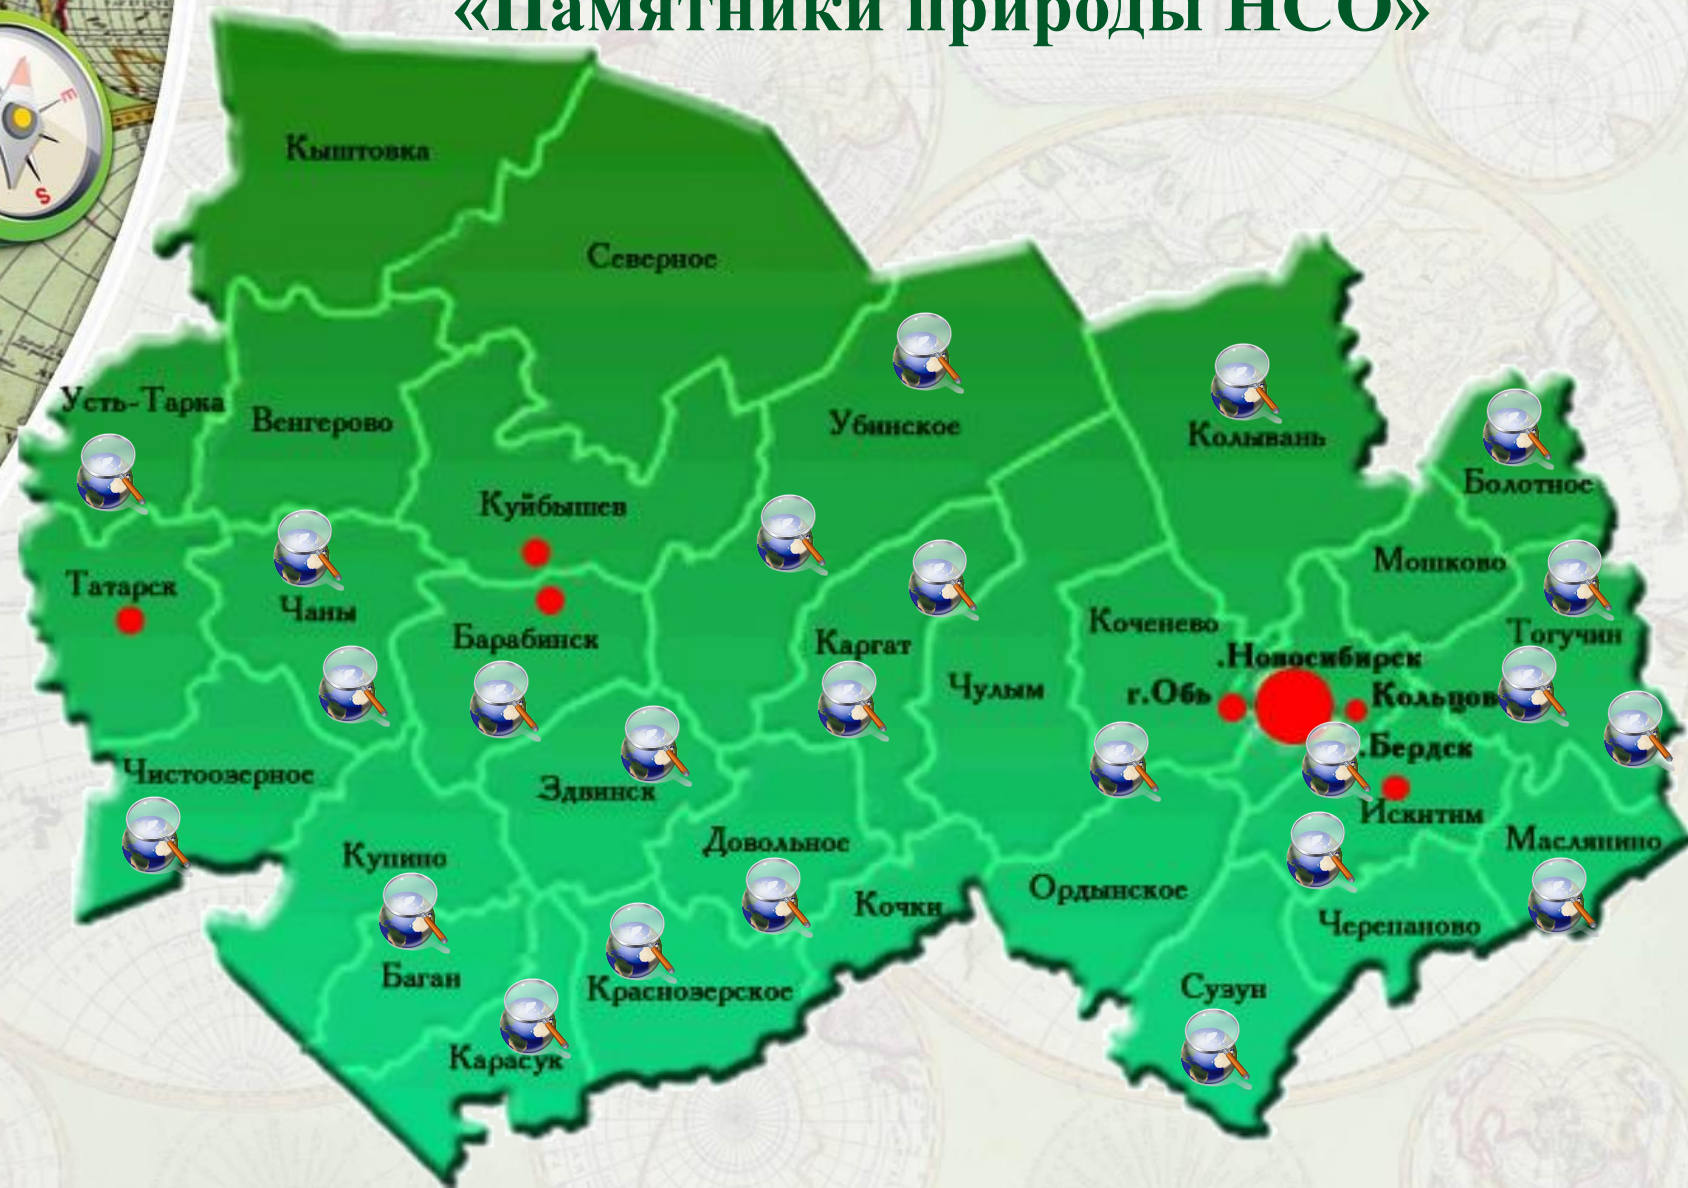 «Памятники природы НСО»
E
S
Кыштовка
Северное
Усть-Тарка
Венгерово
Убинское
Колывань
Болотное
Куйбышев
Мошково
Татарск
Чаны
Барабинск
Каргат
Коченево
Тогучин
.Новосибирск
Чулым
г.Обь
Кольцов
.Бердск
Чистоозерное
Здвинск
Искитим
Купино
Довольное
Маслянино
Ордынское
Кочки
Черепаново
Баган
Краснозерское
Сузун
Карасук